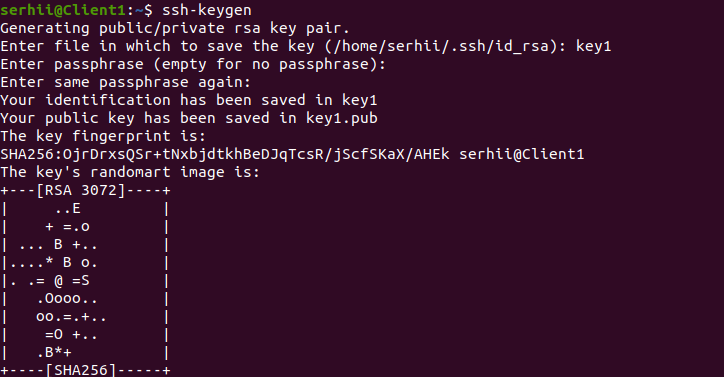 serhii@Client1:~$ ssh-keygen
Generating public/private rsa key pair.
Enter file in which to save the key (/home/serhii/.ssh/id_rsa): key1
Enter passphrase (empty for no passphrase):
Enter same passphrase again:
Your identification has been saved in key1
Your public key has been saved in key1.pub
The key fingerprint is:
SHA256:OjrDrxsQSr+tNxbjdtkhBeDJqTcsR/jScfSKaX/AHEk serhii@Client1
The key's randomart image is:
+---[RSA 3072]----+
|     ..E         |
|    + =.o        |
| ... B +..       |
|....* B o.       |
|. .= @ =S        |
|   .Oooo..       |
|   oo.=.+..      |
|    =O +..       |
|   .B*+          |
+----[SHA256]-----+